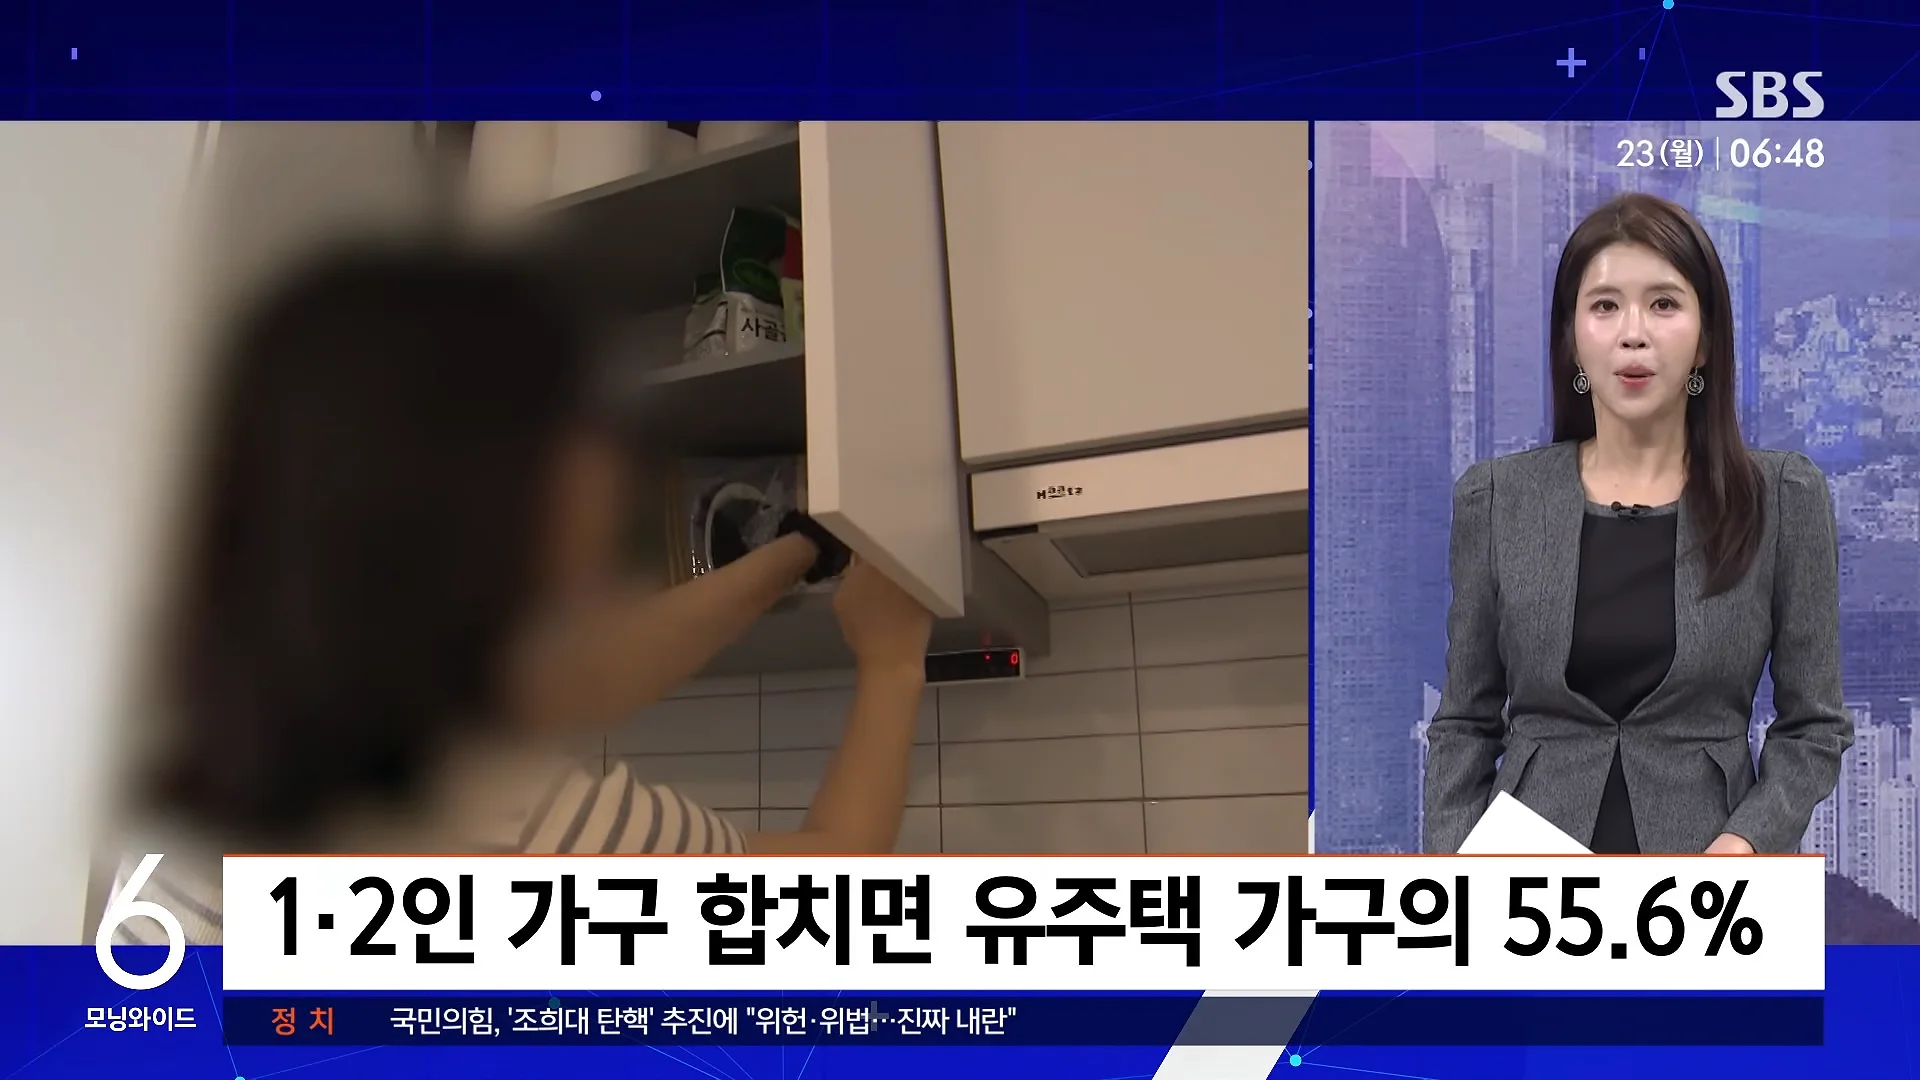 SBS
23(월) 06:48
사골
Haatz
1·2인 가구 합치면 유주택 가구의 55.6%
6
모닝와이드
정치 국민의힘, '조희대 탄핵' 추진에 "위헌·위법…진짜 내란"